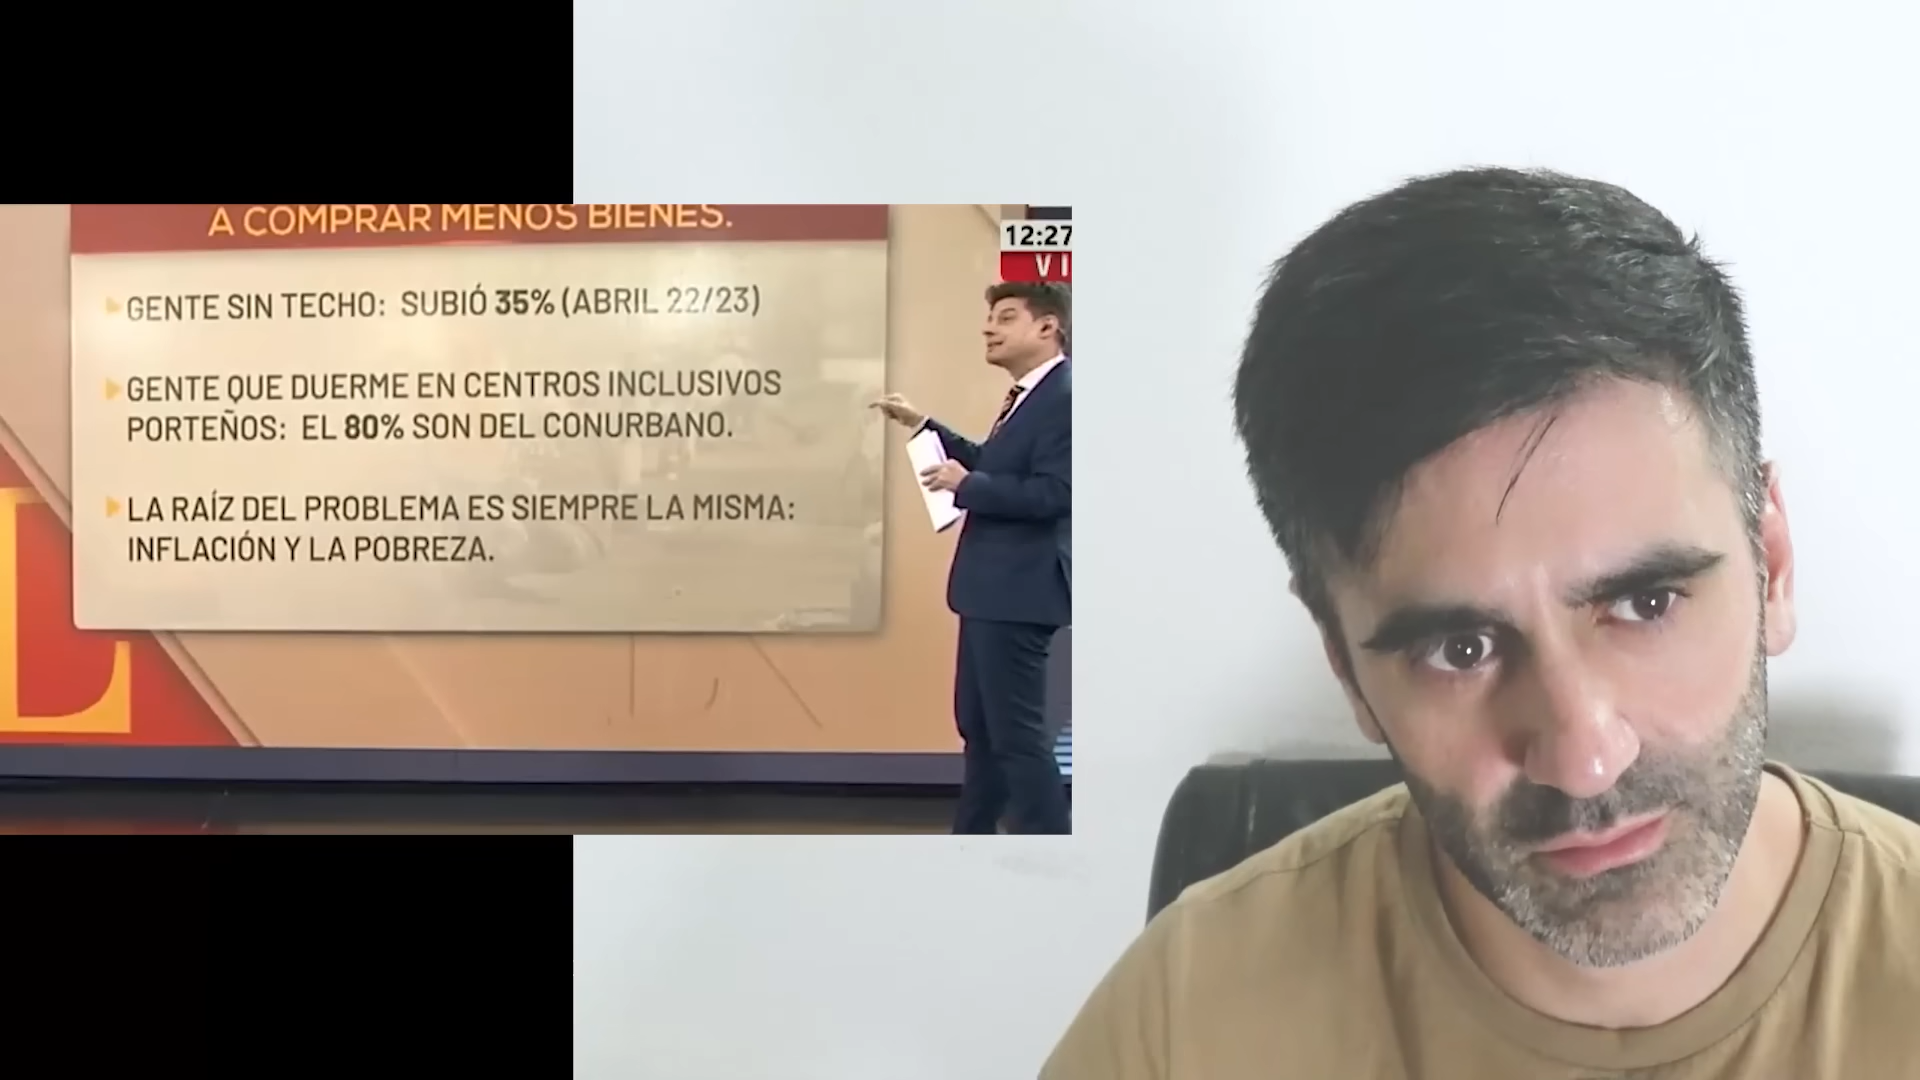 A COMPRAR MENOS BIENES.
12:27
GENTE SIN TECHO: SUBIÓ 35% (ABRIL 22/23)
GENTE QUE DUERME EN CENTROS INCLUSIVOS
PORTEÑOS: EL 80% SON DEL CONURBANO.
LA RAÍZ DEL PROBLEMA ES SIEMPRE LA MISMA:
INFLACIÓN Y LA POBREZA.